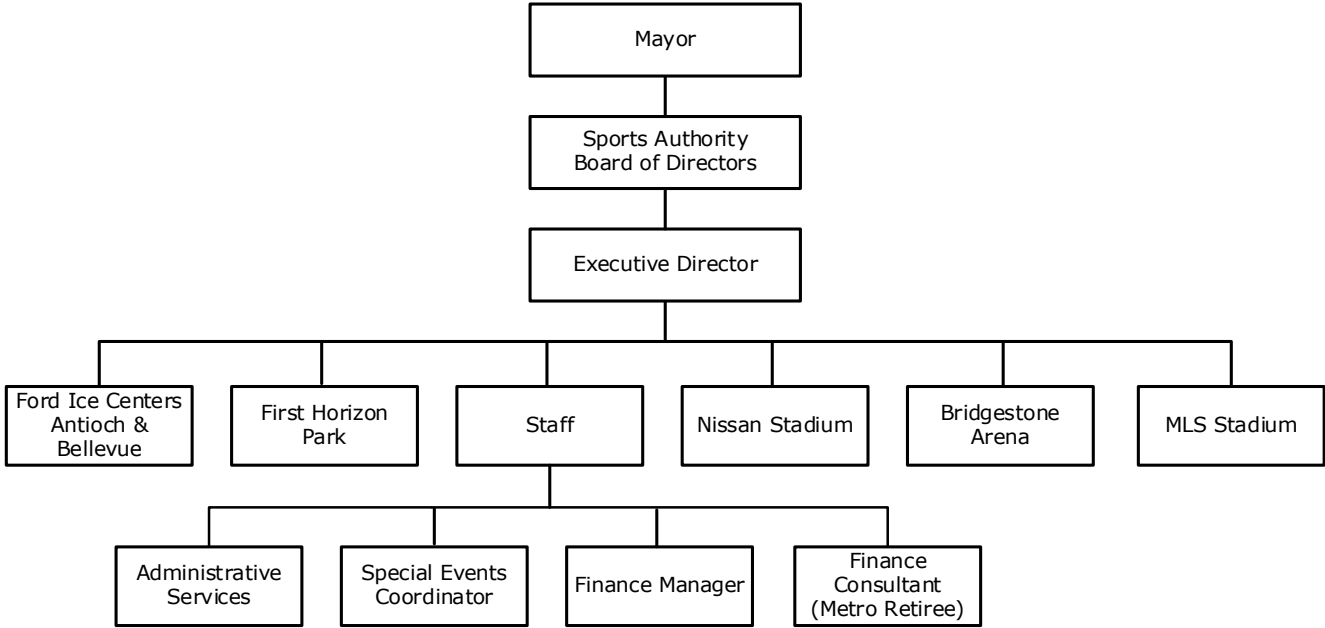 Mayor
Sports Authority
Board of Directors
Executive Director
Ford Ice Centers
Antioch &
Bellevue
First Horizon
Park
Staff
Nissan Stadium
Bridgestone
Arena
MLS Stadium
Administrative
Services
Special Events
Coordinator
Finance Manager
Finance
Consultant
(Metro Retiree)